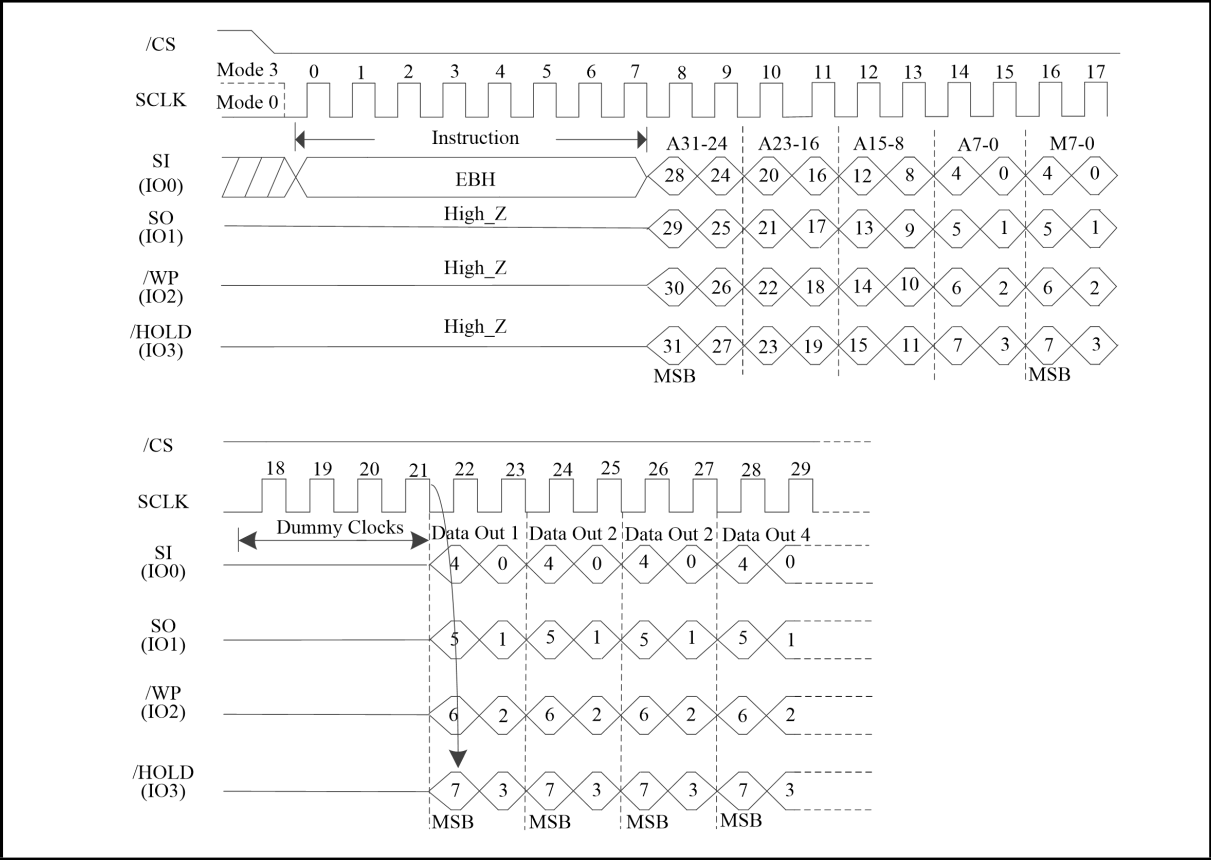 /CS
Mode 3 0 1 2 3 4 5 6 7 8 9 10 11 12 13 14 15 16 17
SCLK Mode 0
Instruction A31-24 A23-16 A15-8 A7-0 M7-0
SI
(IO0) EBH 28 24 20 16 12 8 4 0 4 0
High_Z
SO
(IO1) 29 25 21 17 13 9 5 1 5 1
High_Z
/WP
(IO2) 30 26 22 18 14 10 6 2 6 2
High_Z
/HOLD
(IO3) 31 27 23 19 15 11 7 3 7 3
MSB MSB
/CS
18 19 20 21 22 23 24 25 26 27 28 29
SCLK
Dummy Clocks Data Out 1 Data Out 2 Data Out 2 Data Out 4
SI
(IO0) 4 0 4 0 4 0 4 0
SO
(IO1) 5 1 5 1 5 1 5 1
/WP
(IO2) 6 2 6 2 6 2 6 2
/HOLD
(IO3) 7 3 7 3 7 3 7 3
MSB MSB MSB MSB